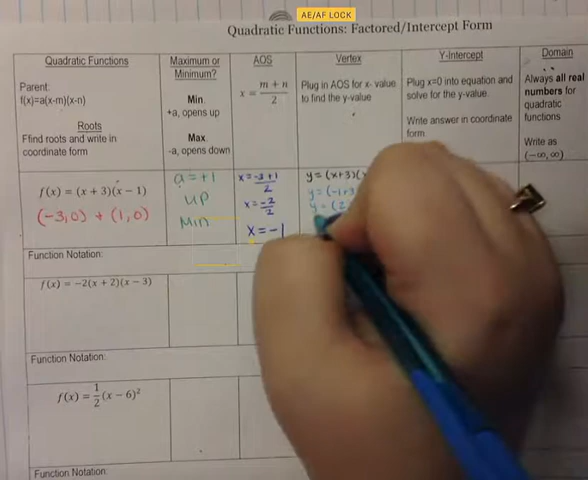 AE/AF LOCK
Quadratic Functions: Factored/Intercept Form
Quadratic Functions
Parent:
f(x)=a(x-m)(x-n)
Roots
Ffind roots and write in
coordinate form
Maximum or
Minimum?
Min
+a, opens up
Max
-a, opens down
AOS
x = m + n / 2
Vertex
Plug in AOS for x- value
to find the y-value
Y-Intercept
Plug x=0 into equation and
solve for the y-value.
Write answer in coordinate
form
Domain
Always all real
numbers for
quadratic
functions
Write as
(−∞, ∞)
f(x) = (x + 3)(x − 1)
(-3,0) + (1,0)
a = +1
UP
Min
x = -3 + 1 / 2
x = -2 / 2
x = -1
y = (x+3)(
y = (-1+3
y = (2
Function Notation:
f(x) = −2(x + 2)(x − 3)
Function Notation:
f(x) = 1/2 (x − 6)²
Function Notation: